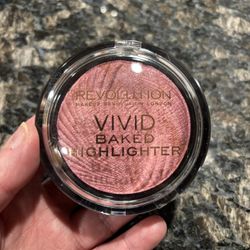 REVOLUTION
MAKEUP REVOLUTION LONDON
VIVID
BAKED
HIGHLIGHTER